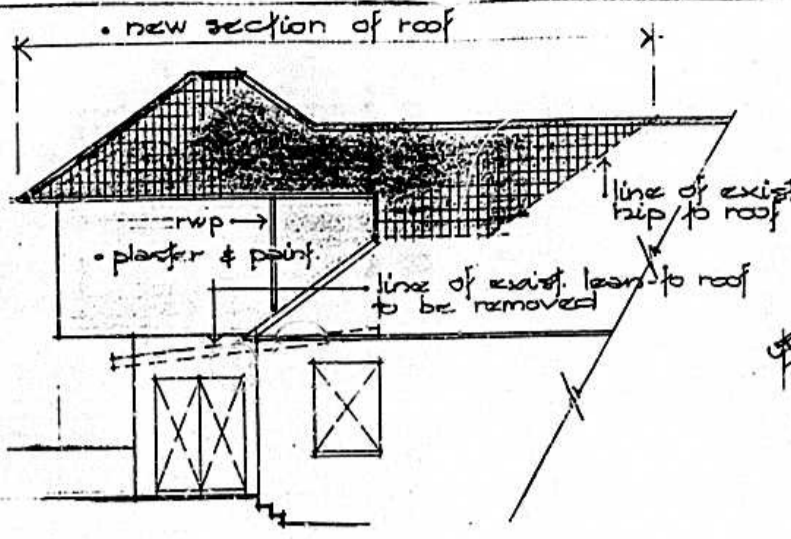 • new section of roof
line of exist
hip to roof
rwp
• plaster & paint.
line of exist. lean-to roof
to be removed